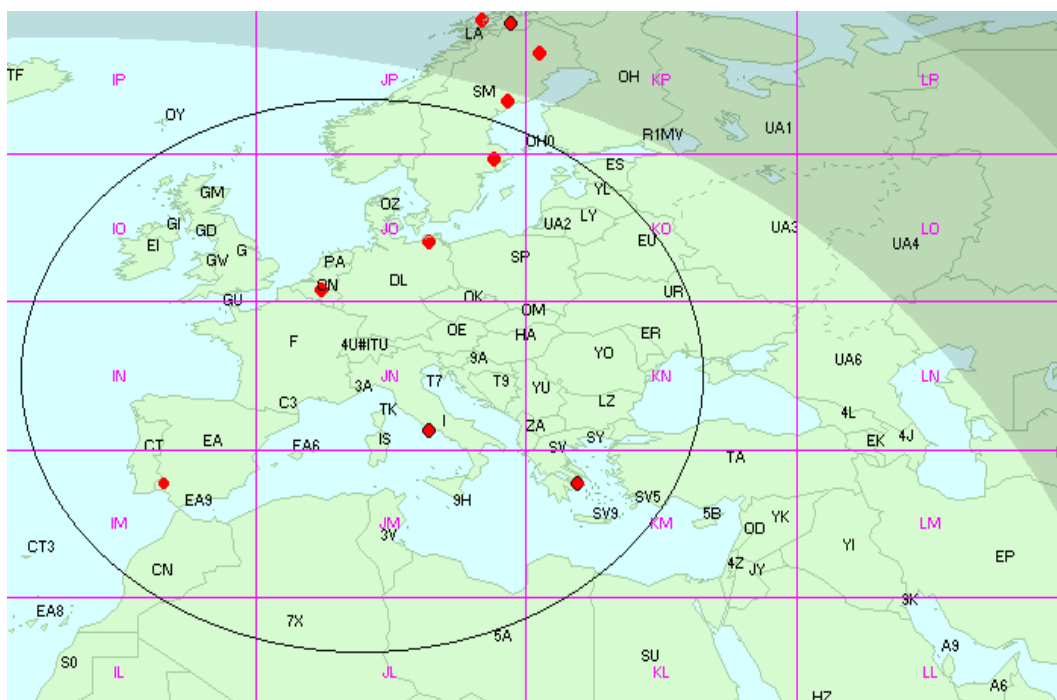 LA
TF
IP
JP
OH
KP
LP
SM
OY
UA1
R1MV
OH0
ES
GM
YL
OZ
GI
GD
LY
UA2
IO
JO
KO
UA3
LO
EI
G
EU
UA4
GW
PA
SP
DL
ON
UR
GU
OK
OM
OE
HA
ER
F
4U#ITU
9A
YO
UA6
IN
JN
T7
T9
KN
LN
3A
YU
C3
TK
LZ
4L
I
ZA
CT
EA
IS
SY
EK
4J
EA6
SV
TA
EA9
9H
SV5
SV9
5B
YK
IM
JM
KM
LM
OD
3V
CT3
YI
EP
CN
4Z
JY
EA8
9K
7X
5A
A9
S0
SU
IL
JL
KL
LL
A6
HZ